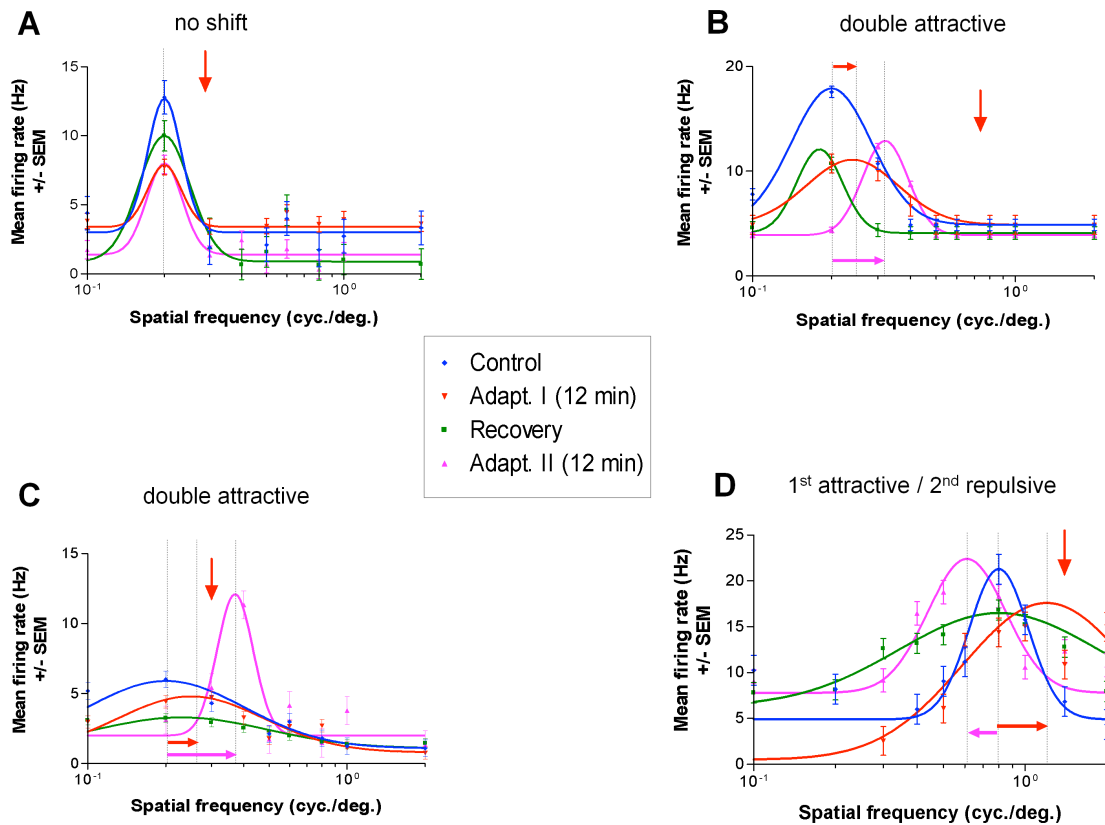 A
no shift
15
10
5
0
Mean firing rate (Hz)
+/- SEM
10⁻¹
10⁰
Spatial frequency (cyc./deg.)
B
double attractive
20
15
10
5
0
Mean firing rate (Hz)
+/- SEM
10⁻¹
10⁰
Spatial frequency (cyc./deg.)
Control
Adapt. I (12 min)
Recovery
Adapt. II (12 min)
C
double attractive
15
10
5
0
Mean firing rate (Hz)
+/- SEM
10⁻¹
10⁰
Spatial frequency (cyc./deg.)
D
1st attractive / 2nd repulsive
25
20
15
10
5
0
Mean firing rate (Hz)
+/- SEM
10⁻¹
10⁰
Spatial frequency (cyc./deg.)